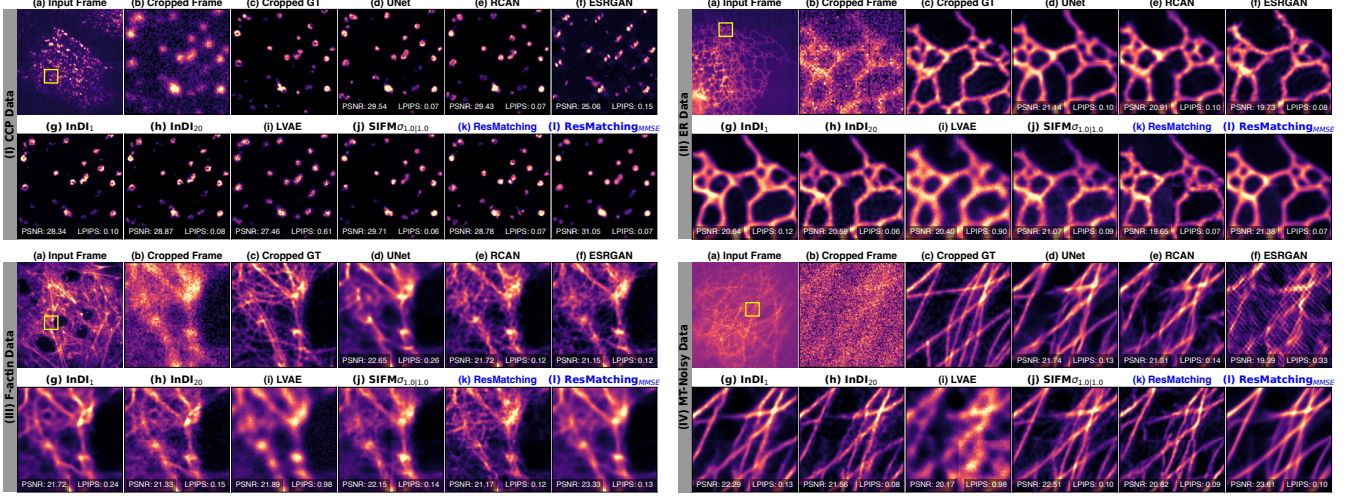 (I) CCP Data
(a) Input Frame (b) Cropped Frame (c) Cropped GT (d) UNet (e) RCAN (f) ESRGAN
PSNR: 29.54 LPIPS: 0.07 PSNR: 29.43 LPIPS: 0.07 PSNR: 25.06 LPIPS: 0.15
(g) InDI1 (h) InDI20 (i) LVAE (j) SIFMσ1.0|1.0 (k) ResMatching (l) ResMatchingMMSE
PSNR: 28.34 LPIPS: 0.10 PSNR: 28.87 LPIPS: 0.08 PSNR: 27.46 LPIPS: 0.61 PSNR: 29.71 LPIPS: 0.06 PSNR: 28.78 LPIPS: 0.07 PSNR: 31.05 LPIPS: 0.07
(II) ER Data
(a) Input Frame (b) Cropped Frame (c) Cropped GT (d) UNet (e) RCAN (f) ESRGAN
PSNR: 21.14 LPIPS: 0.10 PSNR: 20.91 LPIPS: 0.10 PSNR: 19.73 LPIPS: 0.08
(g) InDI1 (h) InDI20 (i) LVAE (j) SIFMσ1.0|1.0 (k) ResMatching (l) ResMatchingMMSE
PSNR: 20.64 LPIPS: 0.12 PSNR: 20.59 LPIPS: 0.06 PSNR: 20.40 LPIPS: 0.90 PSNR: 21.07 LPIPS: 0.09 PSNR: 19.65 LPIPS: 0.07 PSNR: 21.38 LPIPS: 0.07
(III) F-actin Data
(a) Input Frame (b) Cropped Frame (c) Cropped GT (d) UNet (e) RCAN (f) ESRGAN
PSNR: 22.65 LPIPS: 0.26 PSNR: 21.72 LPIPS: 0.12 PSNR: 21.15 LPIPS: 0.12
(g) InDI1 (h) InDI20 (i) LVAE (j) SIFMσ1.0|1.0 (k) ResMatching (l) ResMatchingMMSE
PSNR: 21.72 LPIPS: 0.24 PSNR: 21.33 LPIPS: 0.15 PSNR: 21.89 LPIPS: 0.98 PSNR: 22.15 LPIPS: 0.14 PSNR: 21.17 LPIPS: 0.12 PSNR: 23.33 LPIPS: 0.13
(IV) MT-Noisy Data
(a) Input Frame (b) Cropped Frame (c) Cropped GT (d) UNet (e) RCAN (f) ESRGAN
PSNR: 21.74 LPIPS: 0.13 PSNR: 21.31 LPIPS: 0.14 PSNR: 19.39 LPIPS: 0.33
(g) InDI1 (h) InDI20 (i) LVAE (j) SIFMσ1.0|1.0 (k) ResMatching (l) ResMatchingMMSE
PSNR: 22.29 LPIPS: 0.13 PSNR: 21.56 LPIPS: 0.08 PSNR: 20.17 LPIPS: 0.98 PSNR: 22.51 LPIPS: 0.10 PSNR: 20.82 LPIPS: 0.09 PSNR: 23.61 LPIPS: 0.10